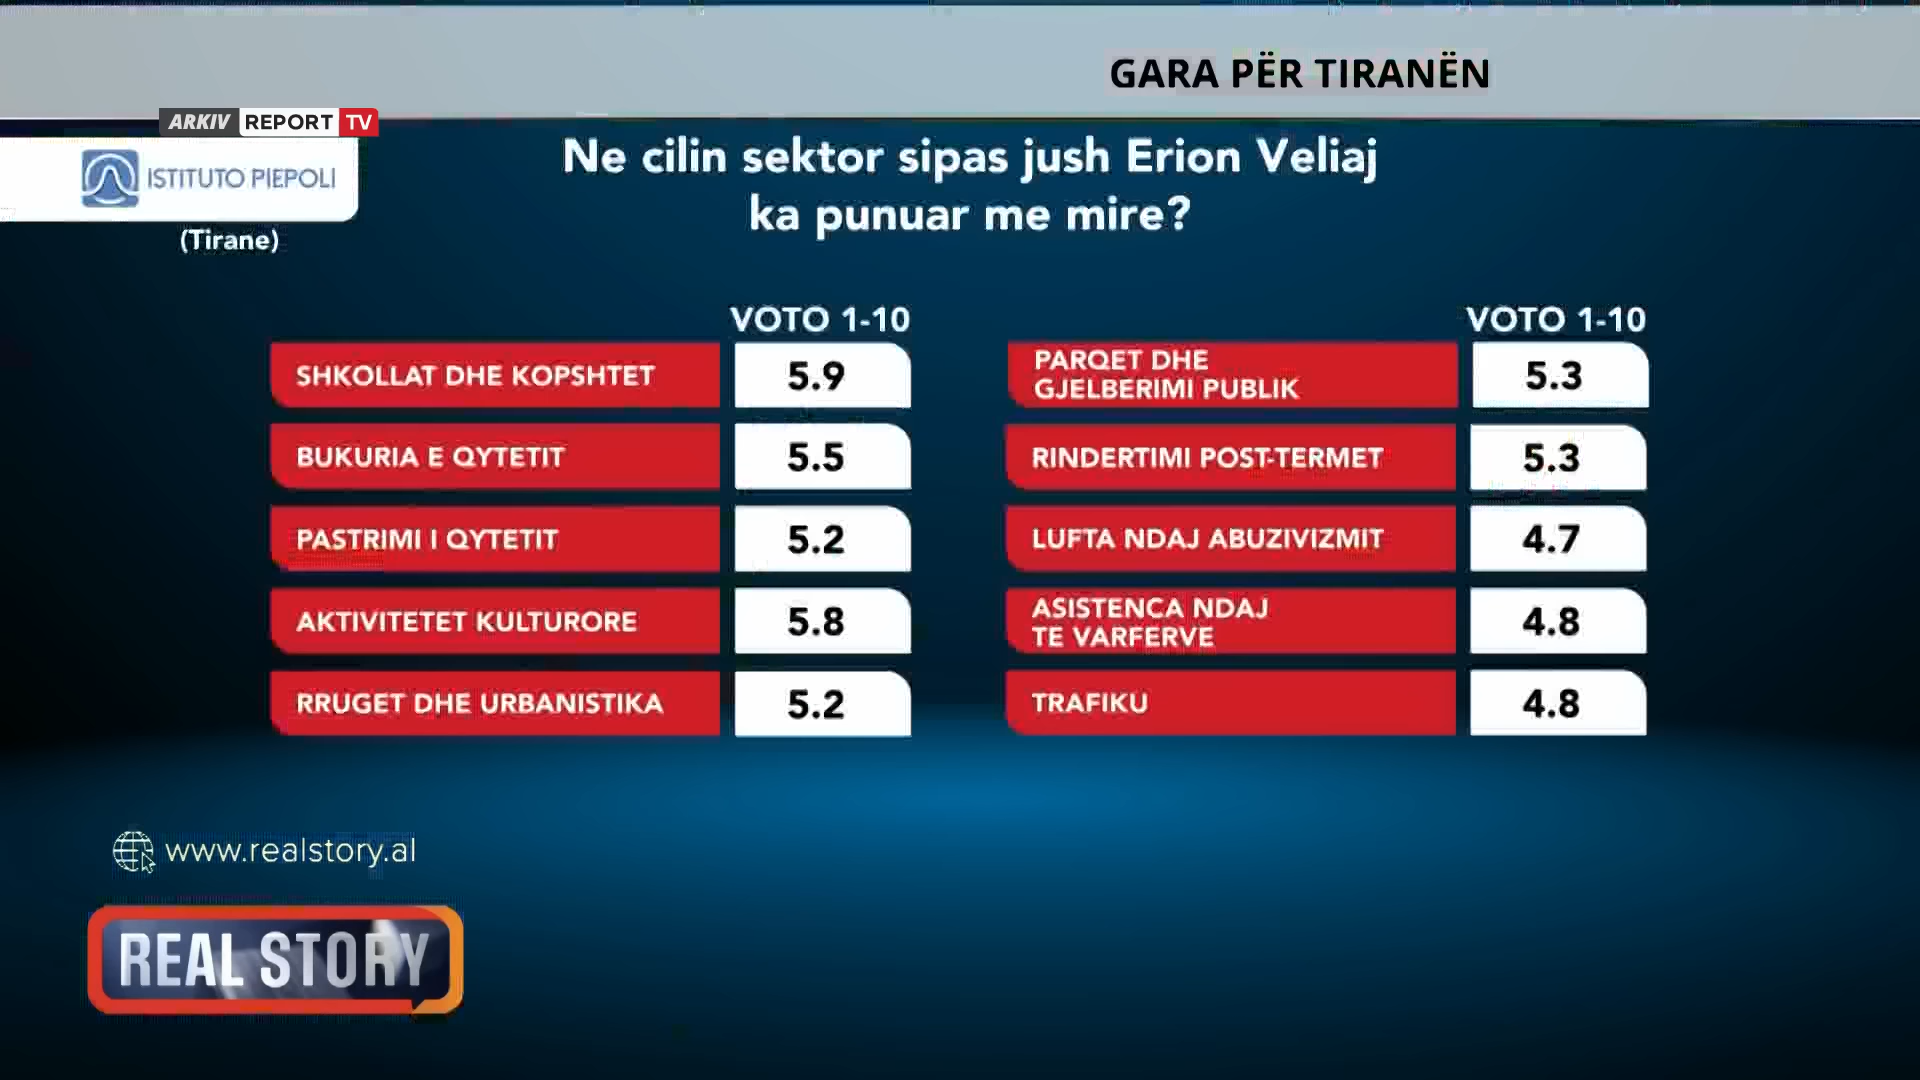 GARA PËR TIRANËN
ARKIV REPORT TV
ISTITUTO PIEPOLI
(Tirane)
Ne cilin sektor sipas jush Erion Veliaj
ka punuar me mire?
VOTO 1-10
SHKOLLAT DHE KOPSHTET 5.9
BUKURIA E QYTETIT 5.5
PASTRIMI I QYTETIT 5.2
AKTIVITETET KULTURORE 5.8
RRUGET DHE URBANISTIKA 5.2
VOTO 1-10
PARQET DHE
GJELBERIMI PUBLIK 5.3
RINDERTIMI POST-TERMET 5.3
LUFTA NDAJ ABUZIVIZMIT 4.7
ASISTENCA NDAJ
TE VARFERVE 4.8
TRAFIKU 4.8
www.realstory.al
REAL STORY